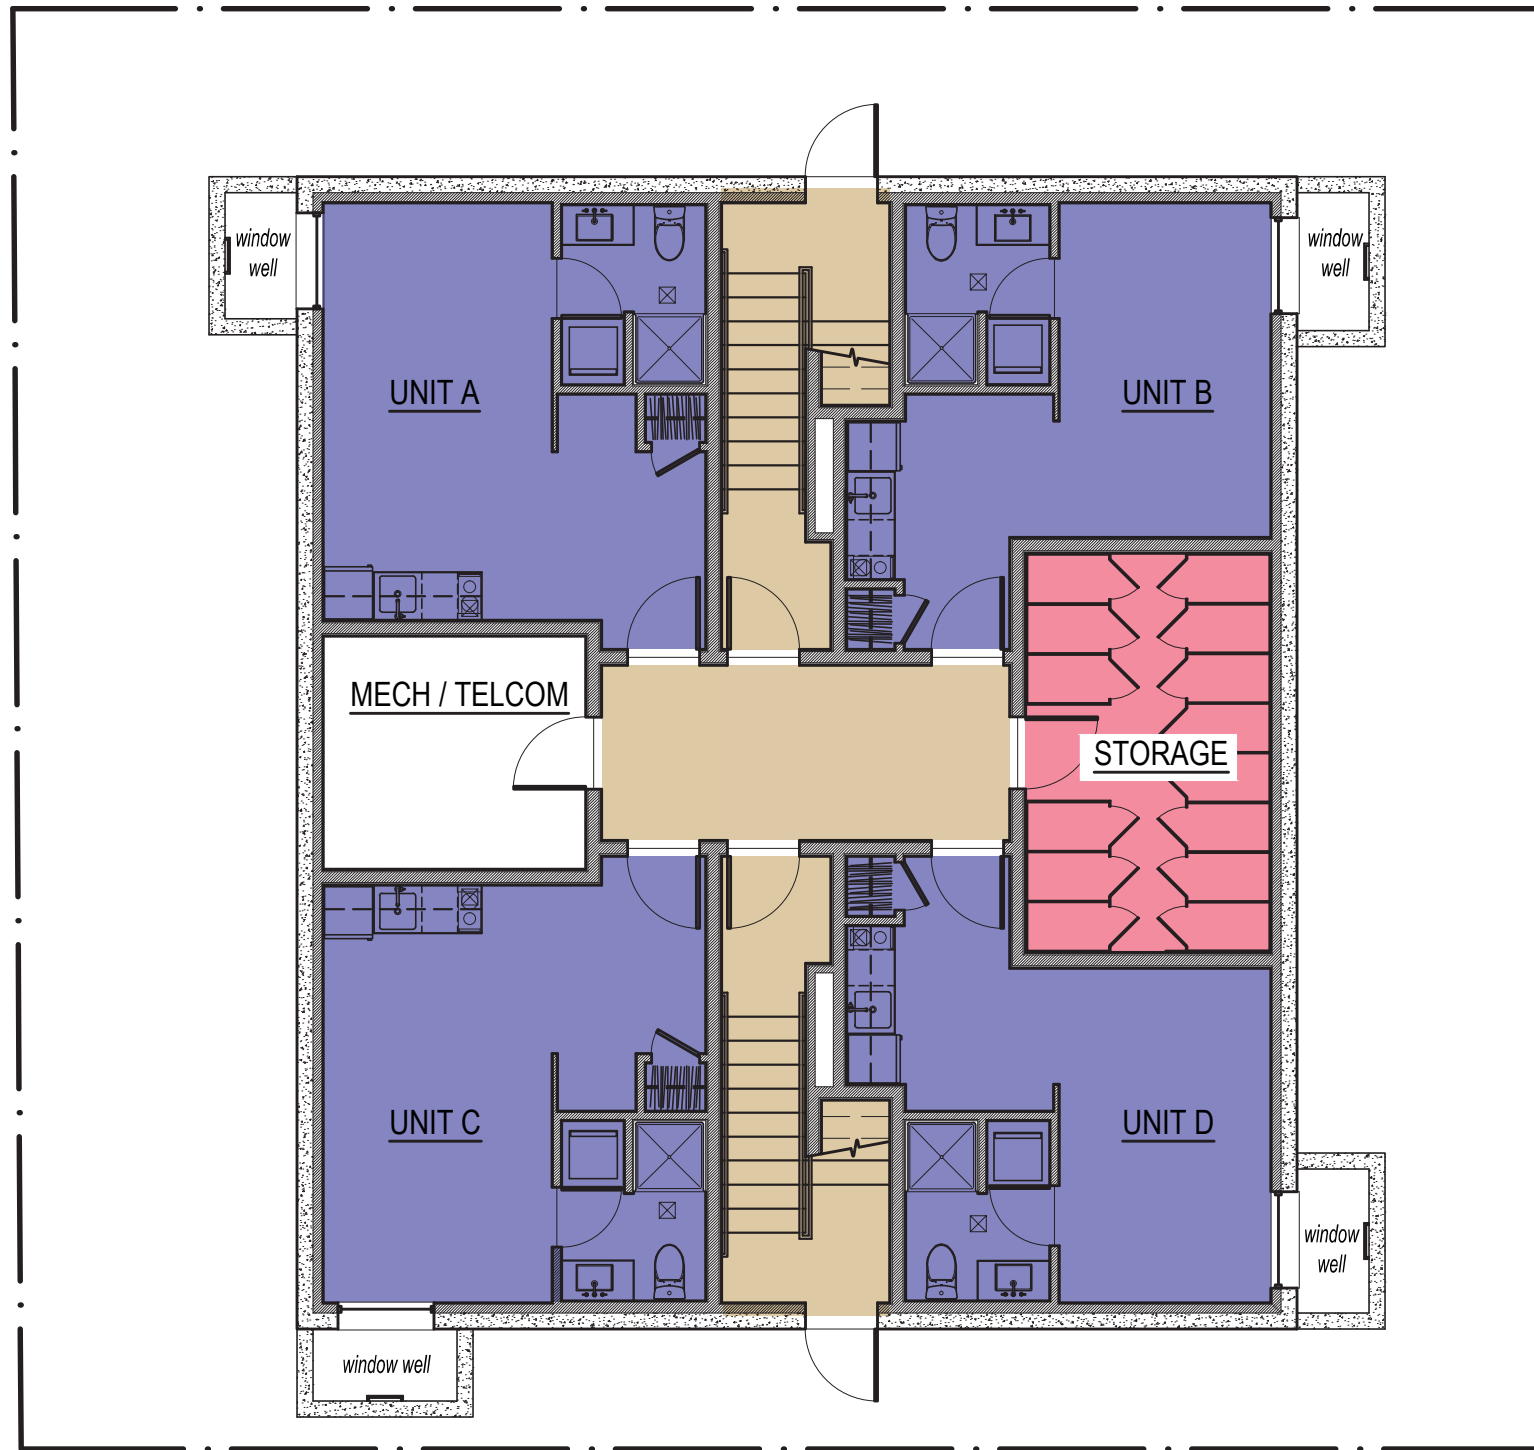 window
well
window
well
UNIT A
UNIT B
MECH / TELCOM
STORAGE
UNIT C
UNIT D
window
well
window well